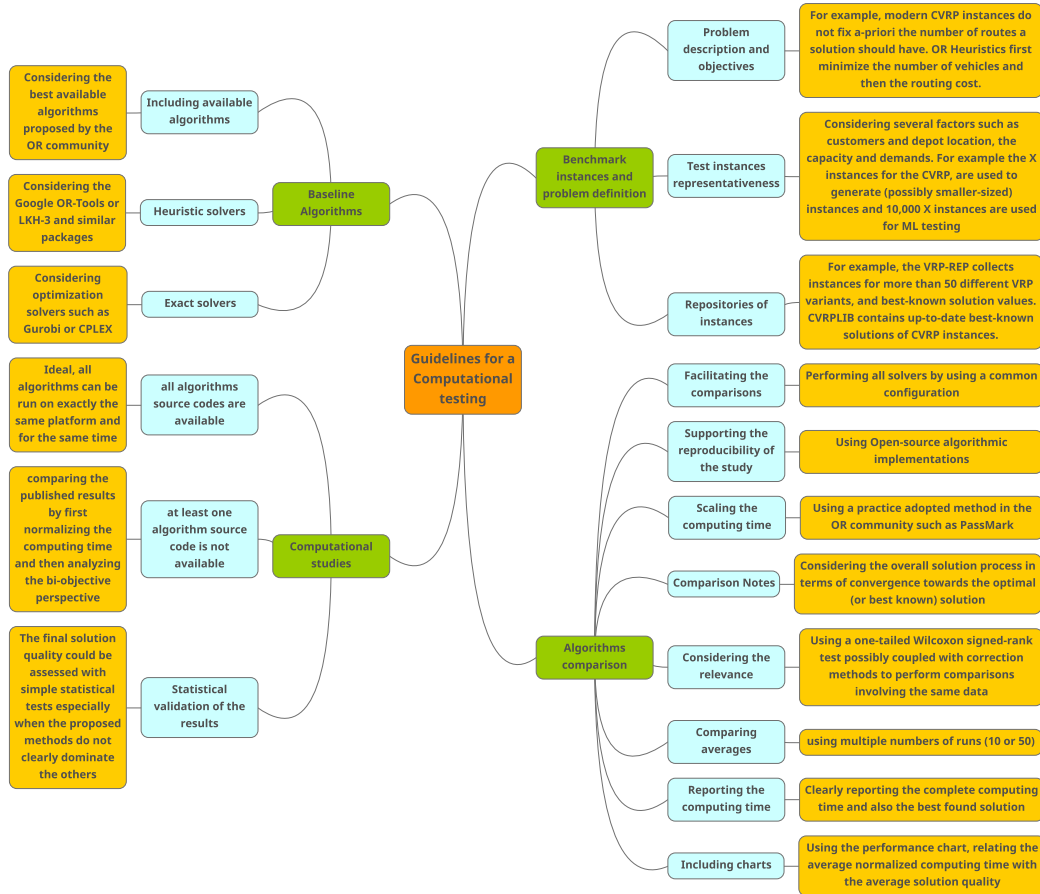 Guidelines for a
Computational
testing
Baseline
Algorithms
Including available
algorithms
Considering the
best available
algorithms
proposed by the
OR community
Heuristic solvers
Considering the
Google OR-Tools or
LKH-3 and similar
packages
Exact solvers
Considering
optimization
solvers such as
Gurobi or CPLEX
Computational
studies
all algorithms
source codes are
available
Ideal, all
algorithms can be
run on exactly the
same platform and
for the same time
at least one
algorithm source
code is not
available
comparing the
published results
by first
normalizing the
computing time
and then analyzing
the bi-objective
perspective
Statistical
validation of the
results
The final solution
quality could be
assessed with
simple statistical
tests especially
when the proposed
methods do not
clearly dominate
the others
Benchmark
instances and
problem definition
Problem
description and
objectives
For example, modern CVRP instances do
not fix a-priori the number of routes a
solution should have. OR Heuristics first
minimize the number of vehicles and
then the routing cost.
Test instances
representativeness
Considering several factors such as
customers and depot location, the
capacity and demands. For example the X
instances for the CVRP, are used to
generate (possibly smaller-sized)
instances and 10,000 X instances are used
for ML testing
Repositories of
instances
For example, the VRP-REP collects
instances for more than 50 different VRP
variants, and best-known solution values.
CVRPLIB contains up-to-date best-known
solutions of CVRP instances.
Algorithms
comparison
Facilitating the
comparisons
Performing all solvers by using a common
configuration
Supporting the
reproducibility of
the study
Using Open-source algorithmic
implementations
Scaling the
computing time
Using a practice adopted method in the
OR community such as PassMark
Comparison Notes
Considering the overall solution process in
terms of convergence towards the optimal
(or best known) solution
Considering the
relevance
Using a one-tailed Wilcoxon signed-rank
test possibly coupled with correction
methods to perform comparisons
involving the same data
Comparing
averages
using multiple numbers of runs (10 or 50)
Reporting the
computing time
Clearly reporting the complete computing
time and also the best found solution
Including charts
Using the performance chart, relating the
average normalized computing time with
the average solution quality